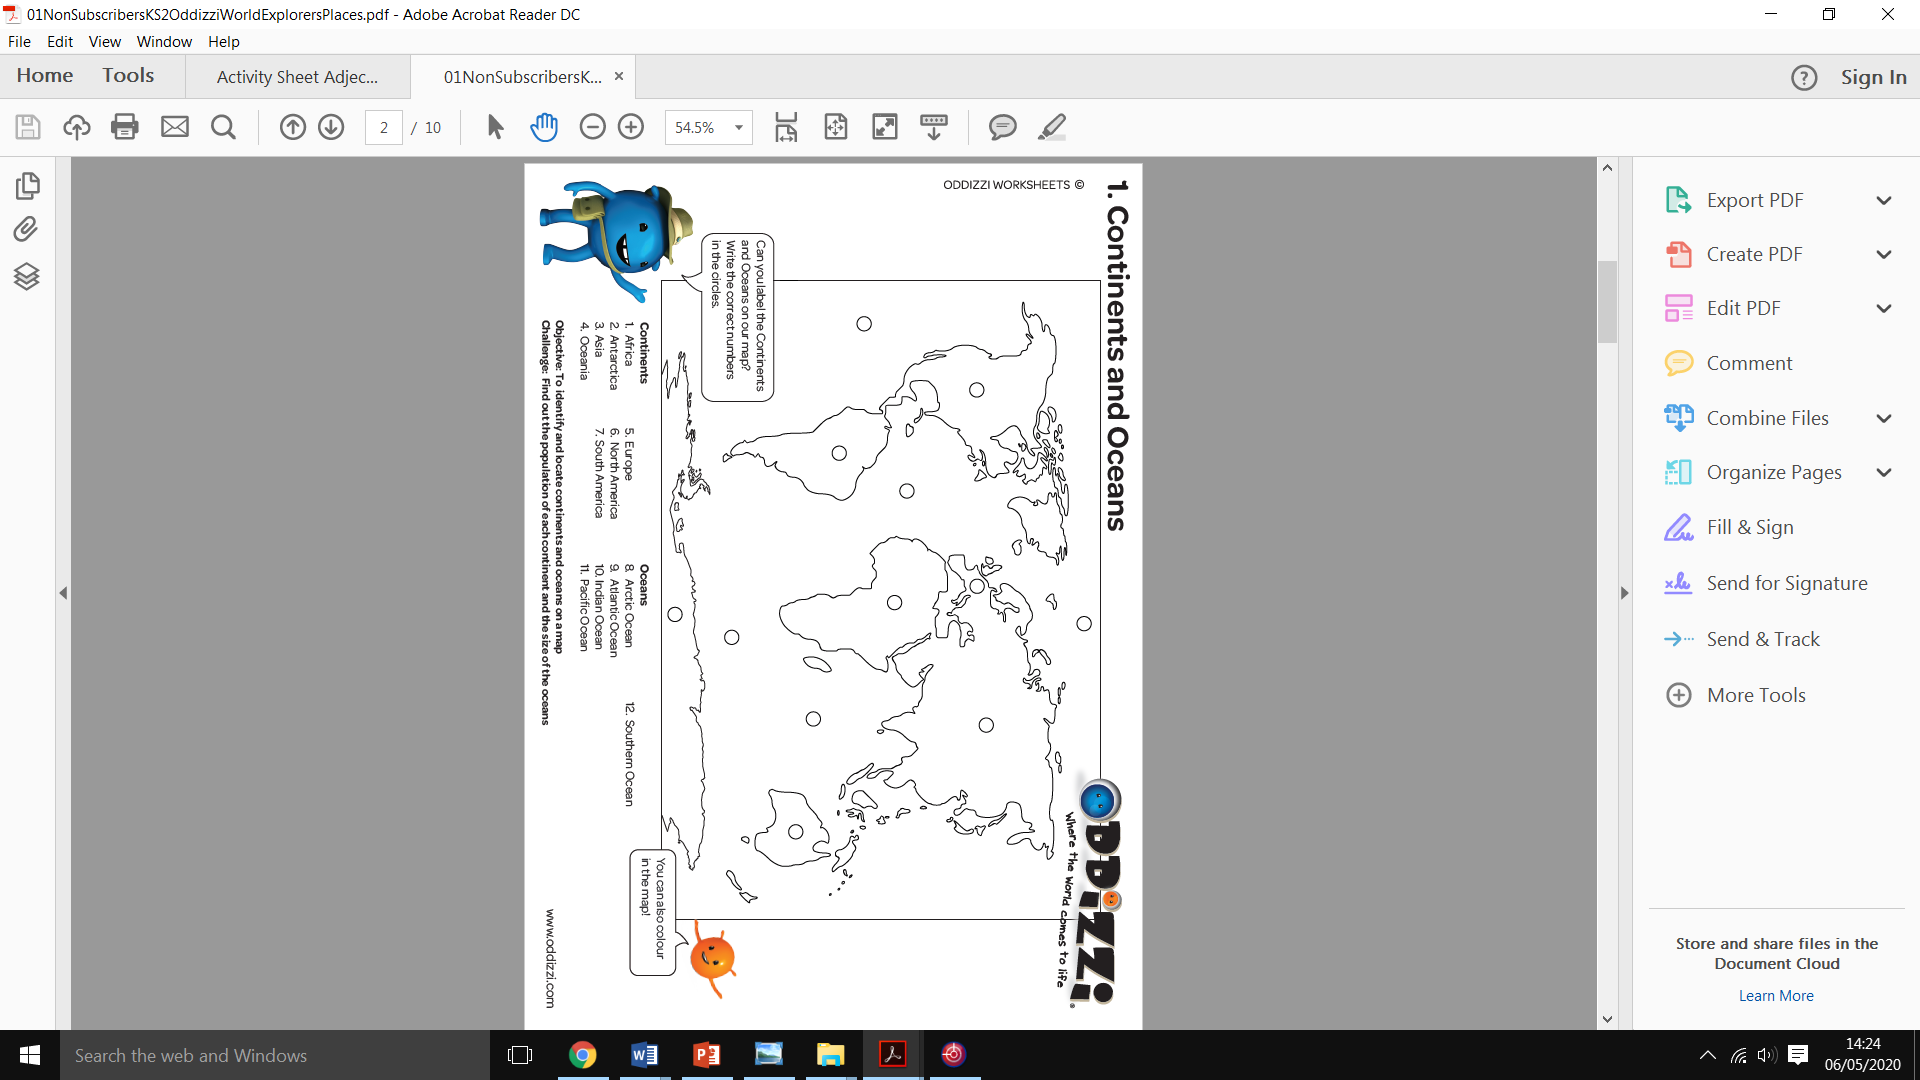 01NonSubscribersKS2OddizziWorldExplorersPlaces.pdf - Adobe Acrobat Reader DC
File Edit View Window Help
Home Tools Activity Sheet Adjec... 01NonSubscribersK... × ? Sign In
2 / 10 54.5%
1. Continents and Oceans
ODDIZZI WORKSHEETS ©
ODDiZZi
Where the World comes to life
Can you label the Continents
and Oceans on our map?
Write the correct numbers
in the circles.
Continents
1. Africa
2. Antarctica
3. Asia
4. Oceania
5. Europe
6. North America
7. South America
Oceans
8. Arctic Ocean
9. Atlantic Ocean
10. Indian Ocean
11. Pacific Ocean
12. Southern Ocean
Objective: To identify and locate continents and oceans on a map
Challenge: Find out the population of each continent and the size of the oceans
You can also colour
in the map!
www.oddizzi.com
Export PDF
Create PDF
Edit PDF
Comment
Combine Files
Organize Pages
Fill & Sign
Send for Signature
Send & Track
More Tools
Store and share files in the
Document Cloud
Learn More
Search the web and Windows
14:24
06/05/2020